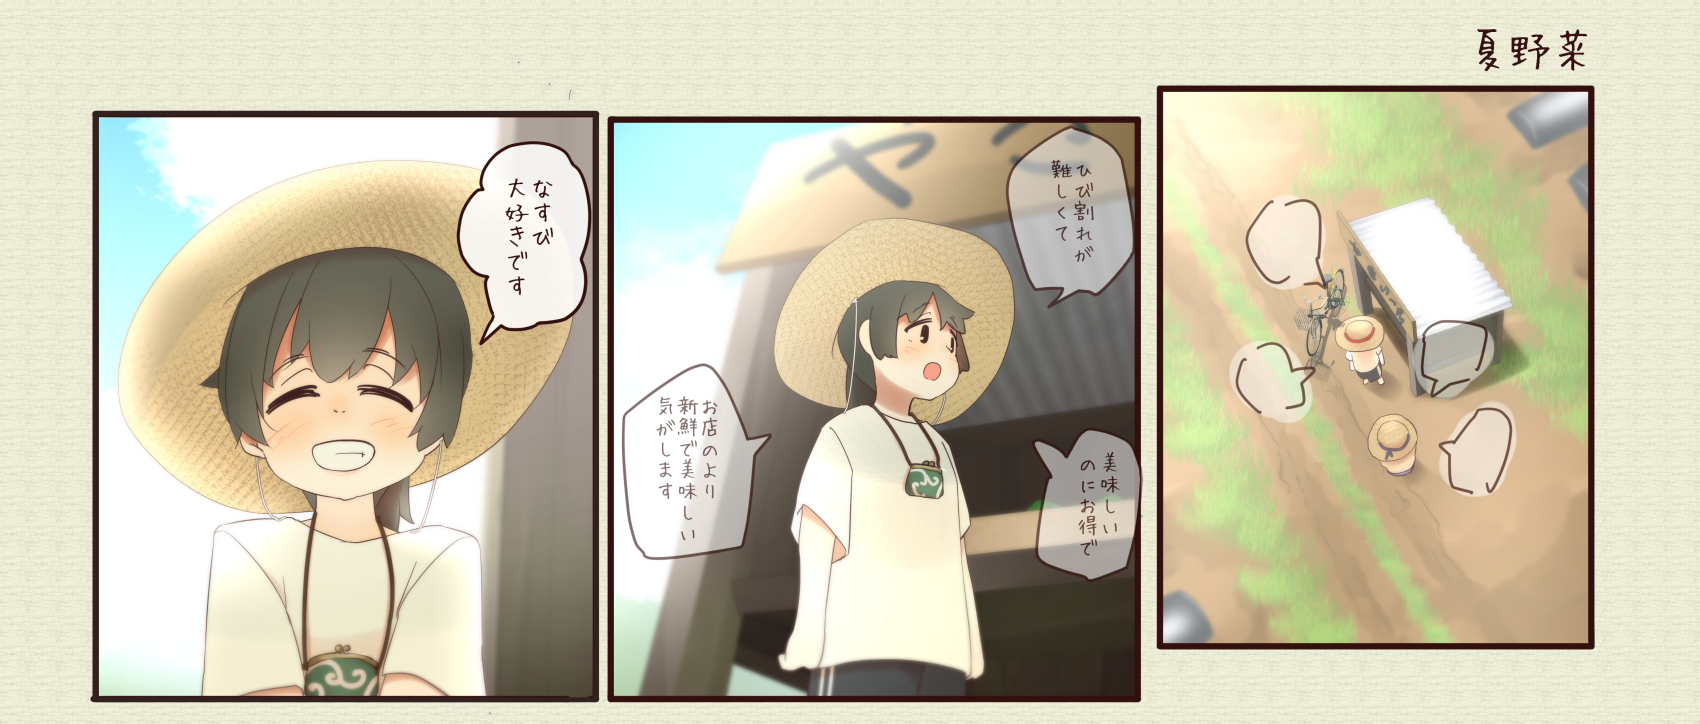 夏野菜
ひび割れが
難しくて
美味しい
のにお得で
お店のより
新鮮で美味しい
気がします
なすび
大好きです